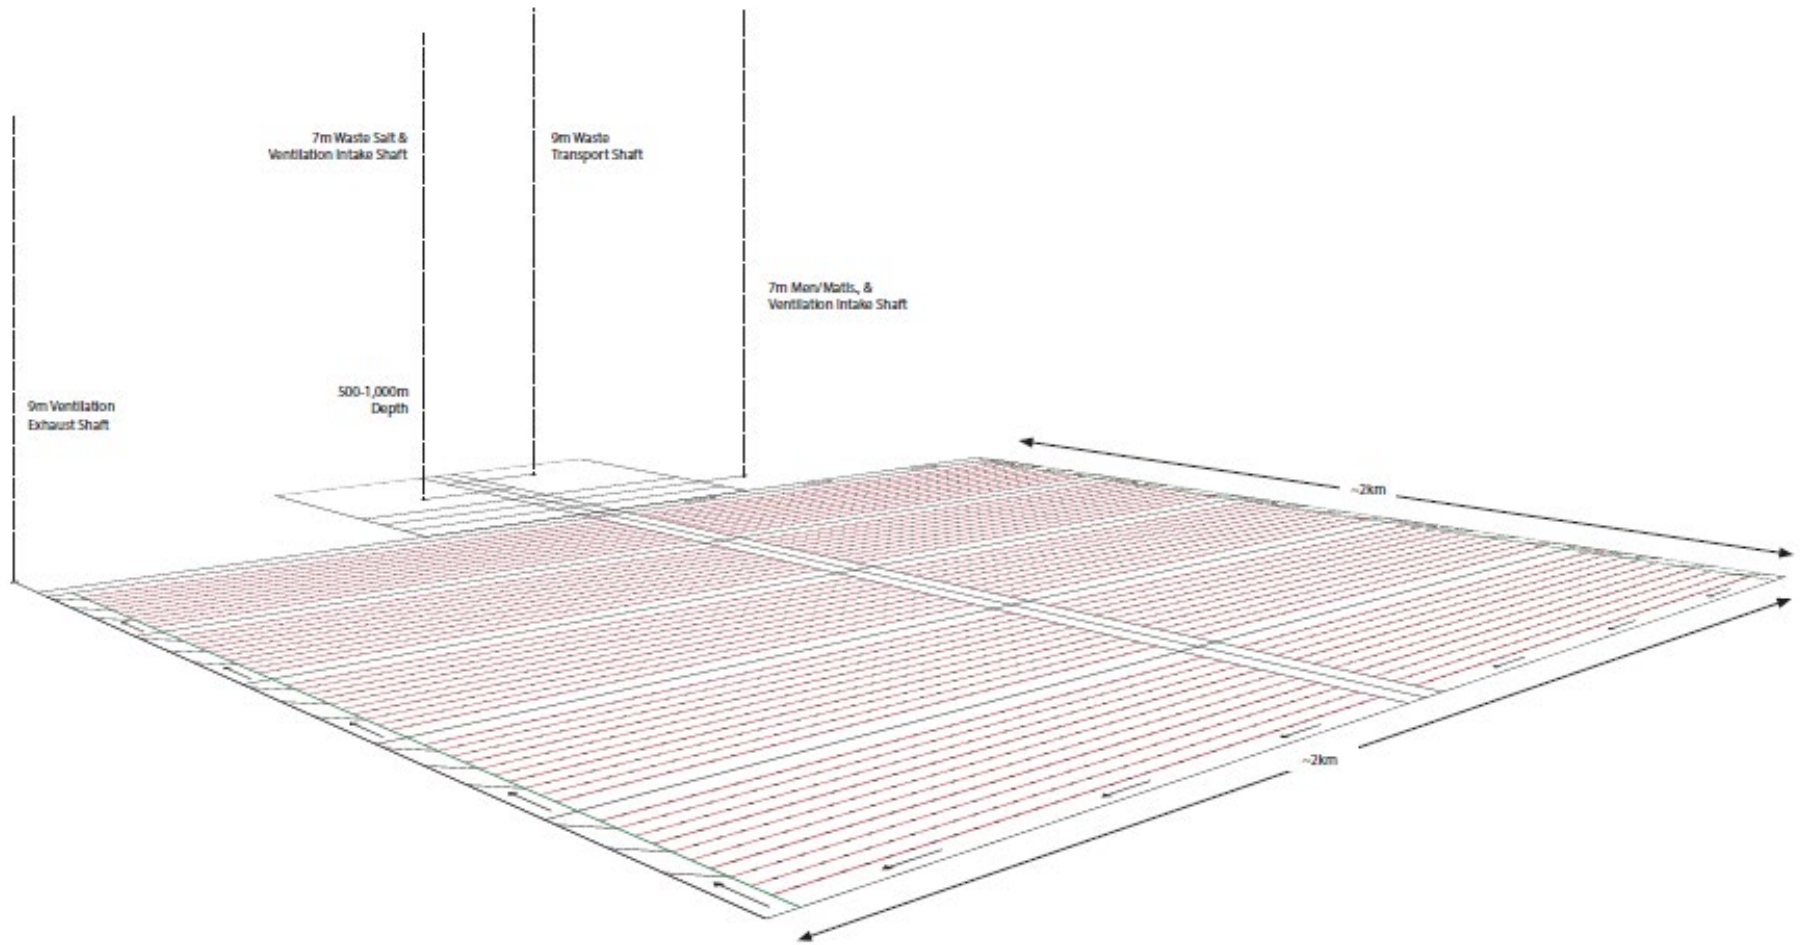 7m Waste Salt &
Ventilation Intake Shaft
9m Waste
Transport Shaft
7m Men/Matls, &
Ventilation Intake Shaft
500-1,000m
Depth
9m Ventilation
Exhaust Shaft
~2km
~2km